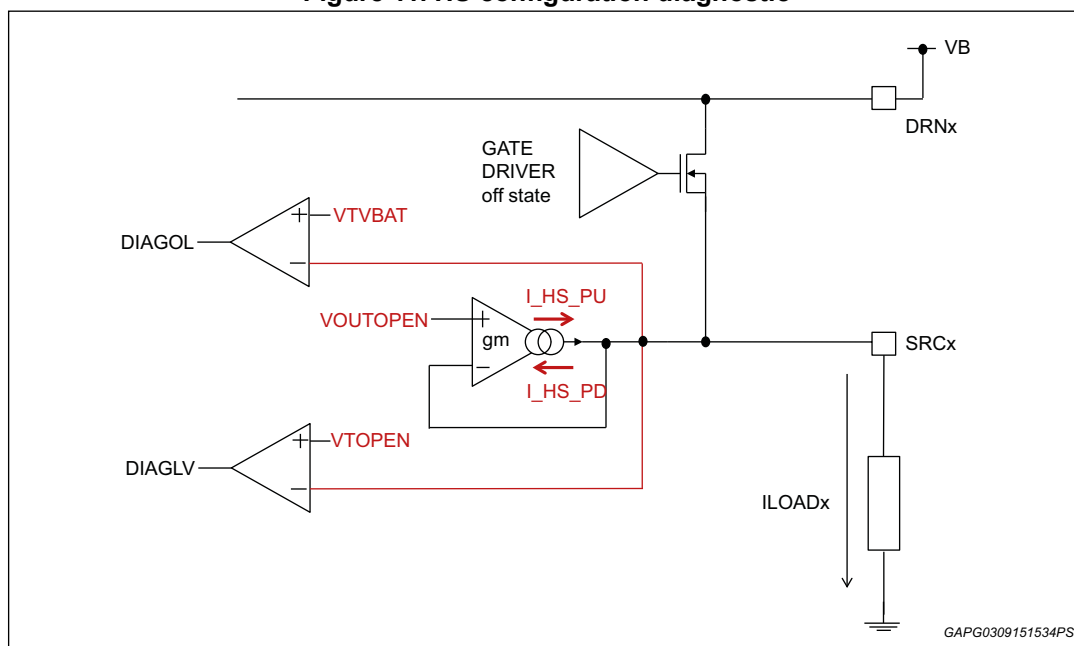 VB
DRNx
GATE
DRIVER
off state
+
VTVBAT
DIAGOL
−
I_HS_PU
VOUTOPEN
+
gm
SRCx
−
I_HS_PD
VTOPEN
+
DIAGLV
−
ILOADx
GAPG0309151534PS